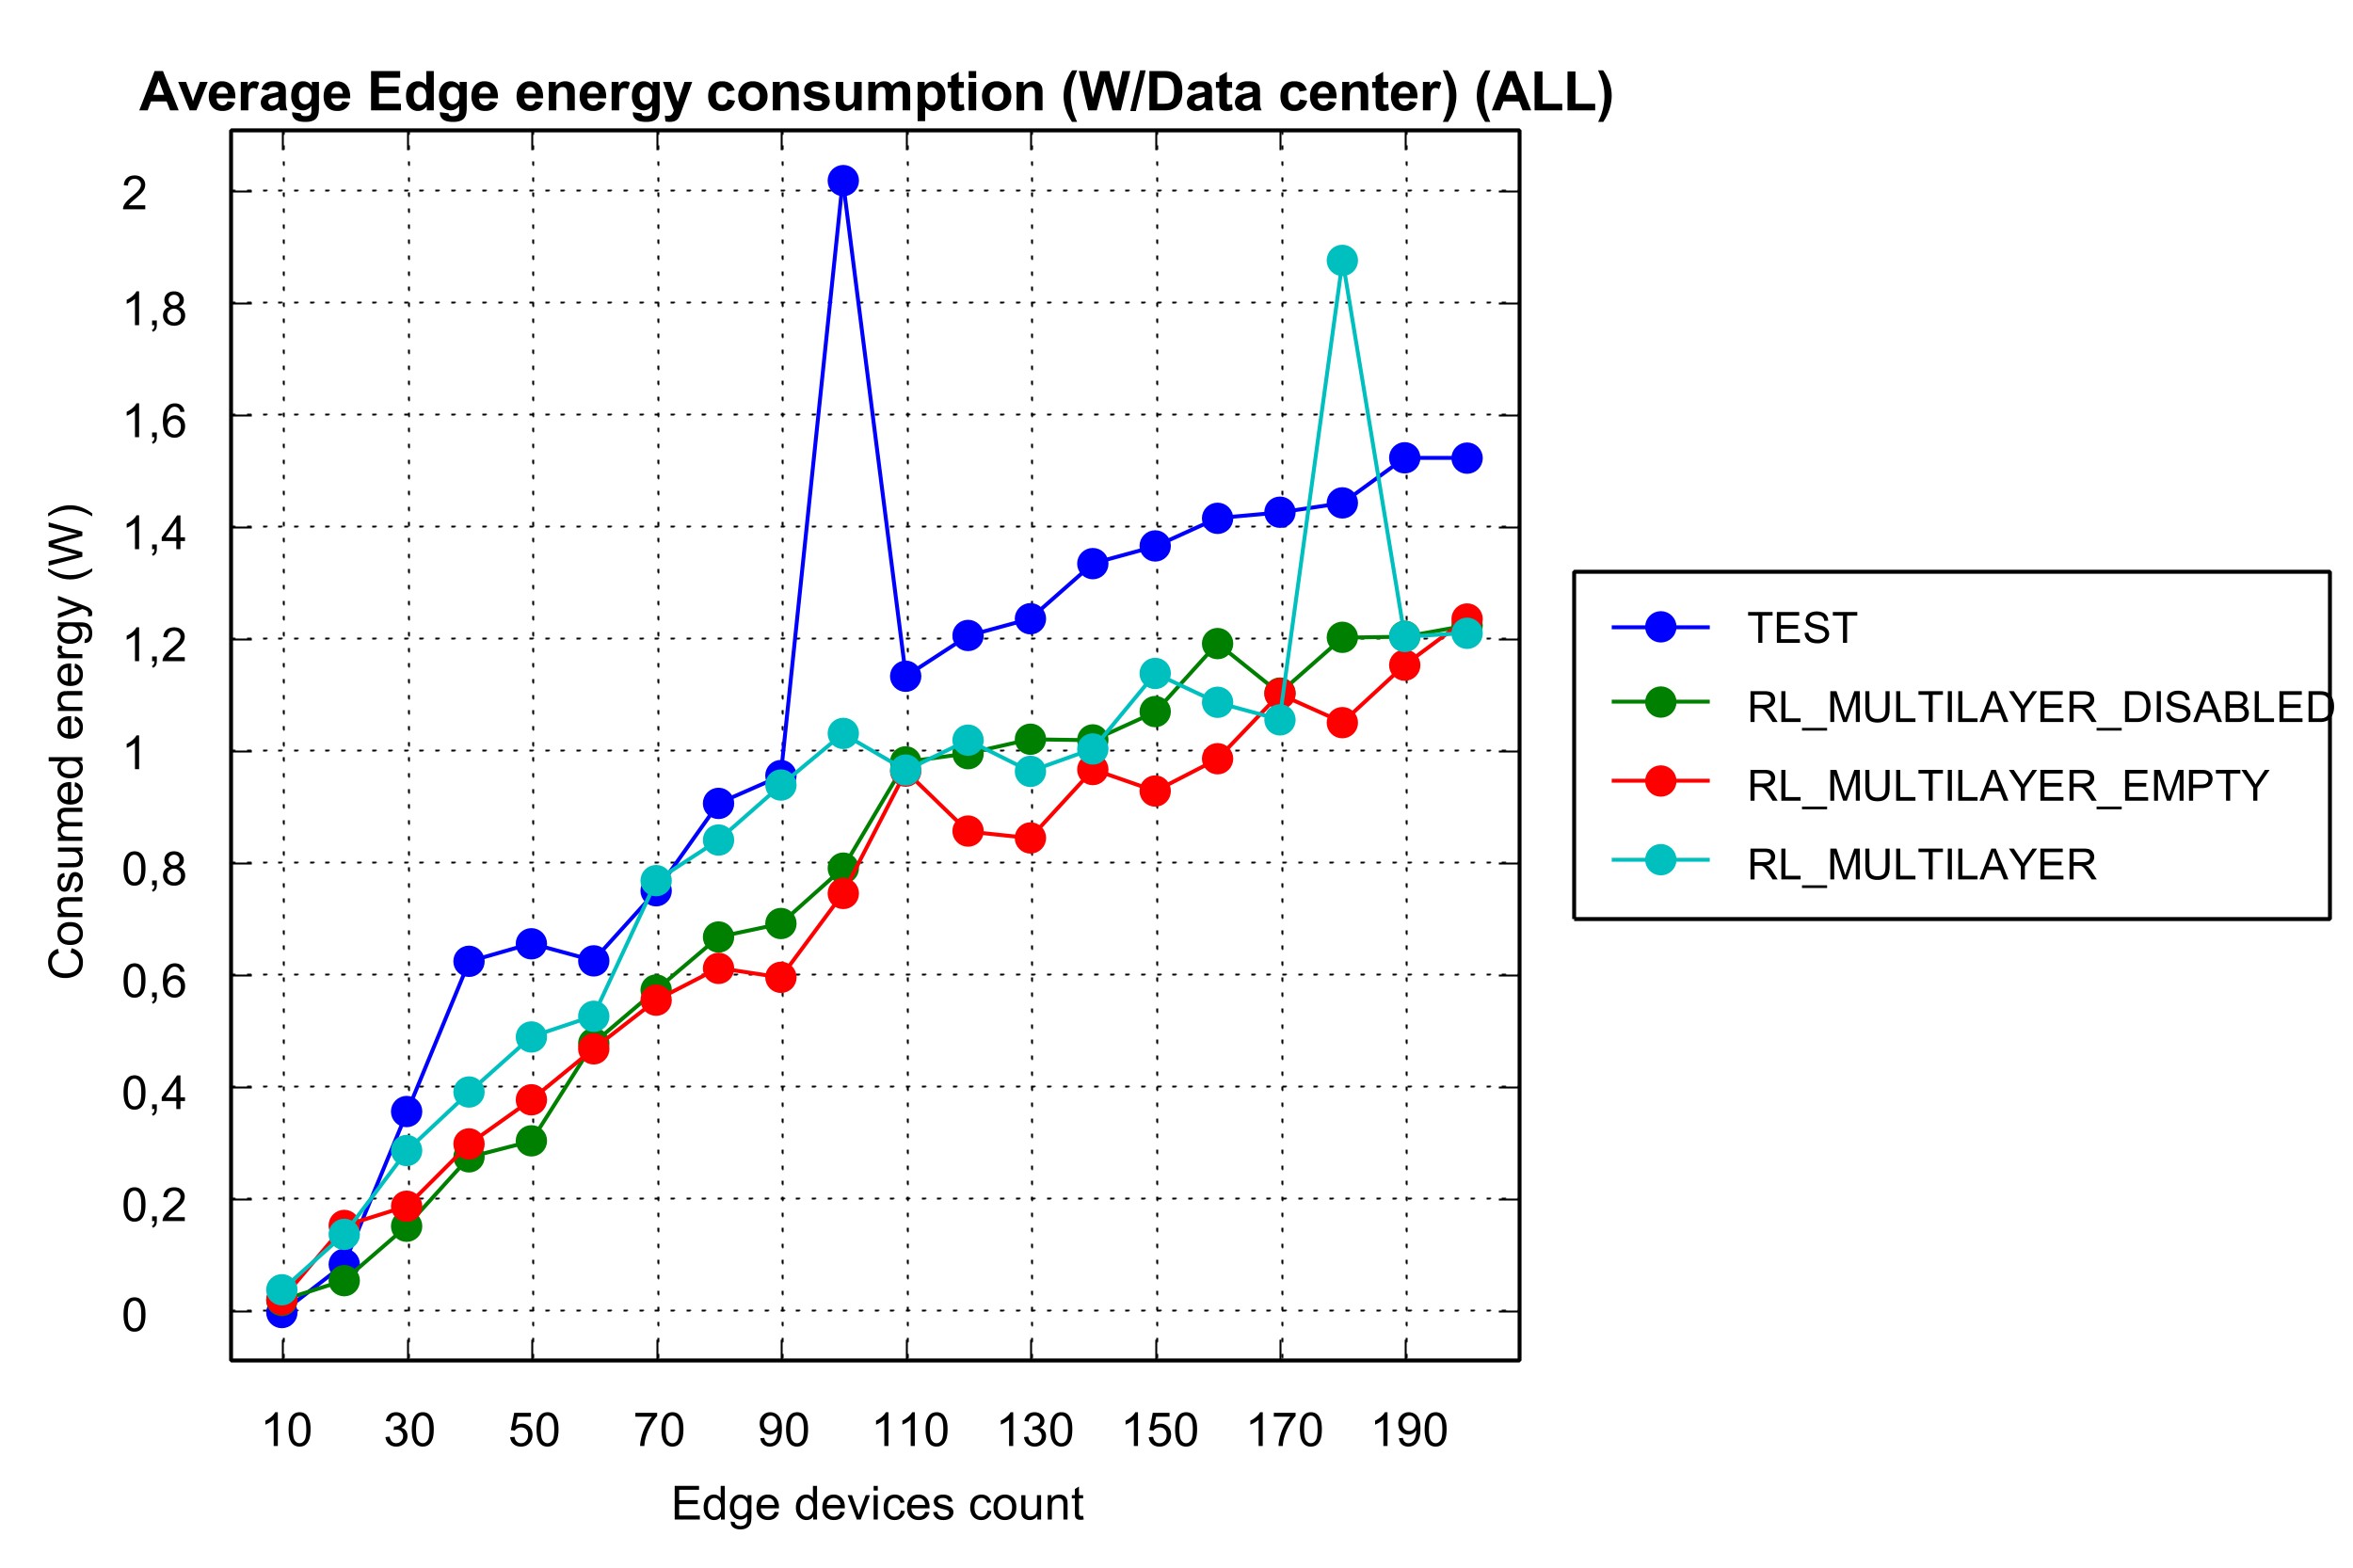 Average Edge energy consumption (W/Data center) (ALL)
2
1,8
1,6
1,4
1,2
1
0,8
0,6
0,4
0,2
0
Consumed energy (W)
10 30 50 70 90 110 130 150 170 190
Edge devices count
TEST
RL_MULTILAYER_DISABLED
RL_MULTILAYER_EMPTY
RL_MULTILAYER